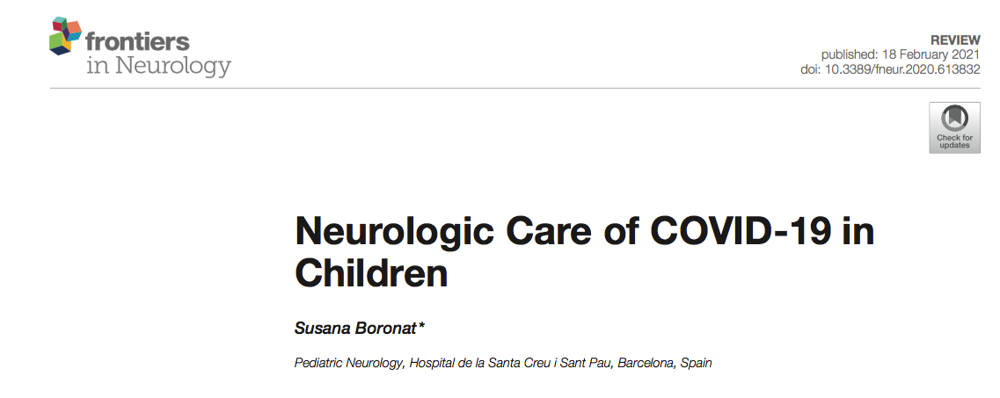 frontiers
in Neurology
REVIEW
published: 18 February 2021
doi: 10.3389/fneur.2020.613832
Check for
updates
Neurologic Care of COVID-19 in
Children
Susana Boronat*
Pediatric Neurology, Hospital de la Santa Creu i Sant Pau, Barcelona, Spain